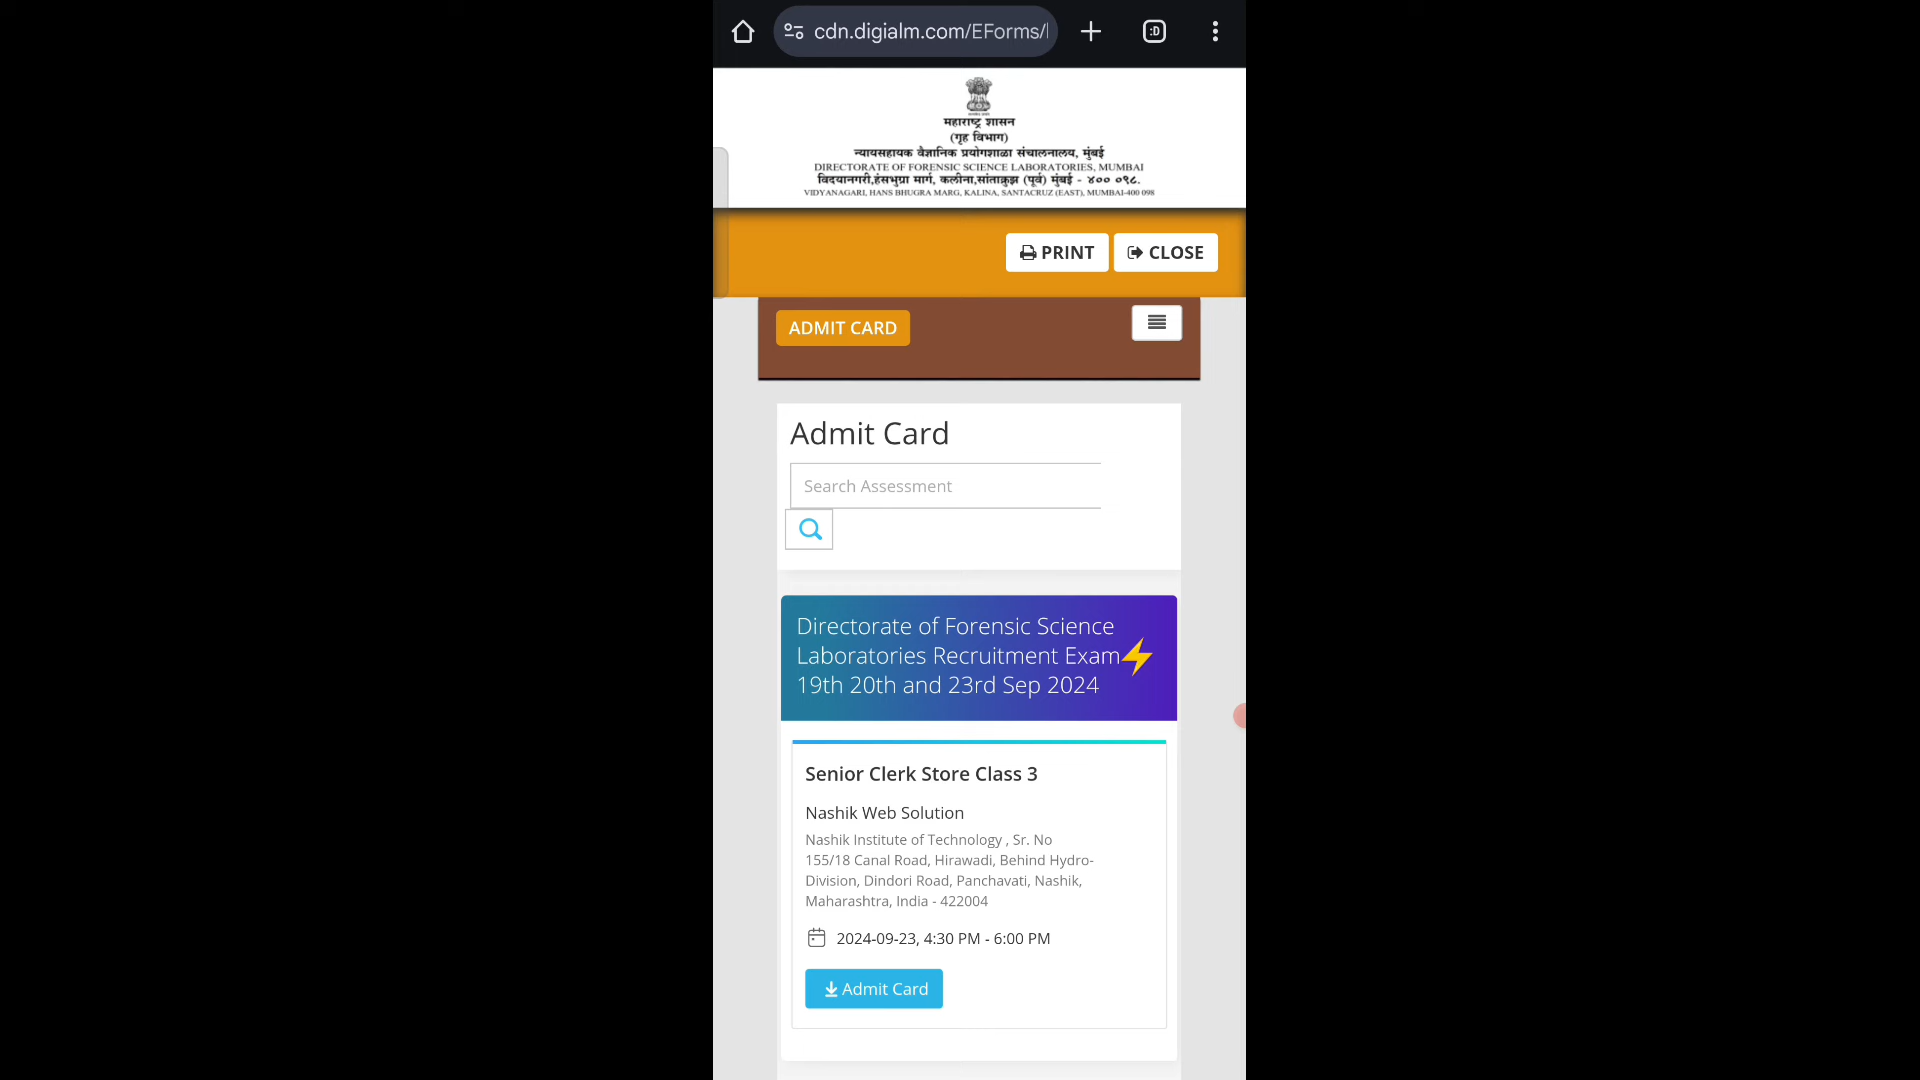 cdn.digialm.com/EForms/
:D
महाराष्ट्र शासन
(गृह विभाग)
न्यायसहायक वैज्ञानिक प्रयोगशाळा संचालनालय, मुंबई
DIRECTORATE OF FORENSIC SCIENCE LABORATORIES, MUMBAI
विदयानगरी,हंसभुग्रा मार्ग, कलीना,सांताक्रुझ (पूर्व) मुंबई - ४०० ०९८.
VIDYANAGARI, HANS BHUGRA MARG, KALINA, SANTACRUZ (EAST), MUMBAI-400 098
PRINT CLOSE
ADMIT CARD
Admit Card
Search Assessment
Directorate of Forensic Science
Laboratories Recruitment Exam
19th 20th and 23rd Sep 2024
Senior Clerk Store Class 3
Nashik Web Solution
Nashik Institute of Technology , Sr. No
155/18 Canal Road, Hirawadi, Behind Hydro-
Division, Dindori Road, Panchavati, Nashik,
Maharashtra, India - 422004
2024-09-23, 4:30 PM - 6:00 PM
Admit Card